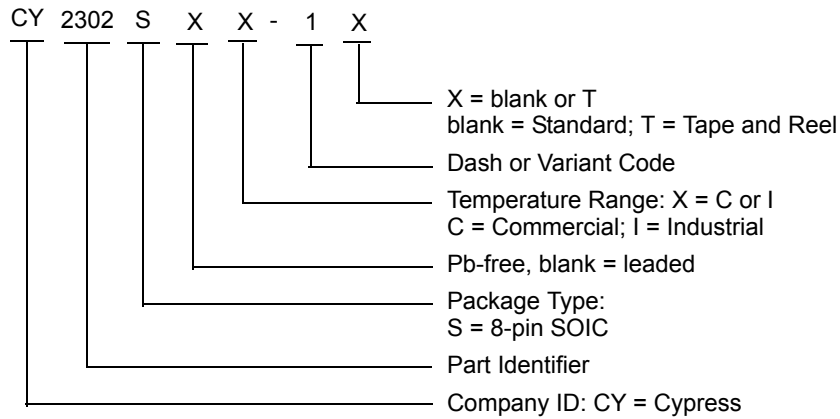 CY 2302 S X X - 1 X
X = blank or T
blank = Standard; T = Tape and Reel
Dash or Variant Code
Temperature Range: X = C or I
C = Commercial; I = Industrial
Pb-free, blank = leaded
Package Type:
S = 8-pin SOIC
Part Identifier
Company ID: CY = Cypress